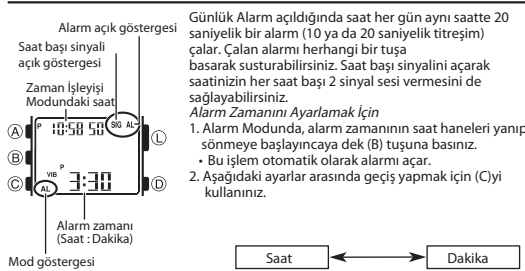 Alarm açık göstergesi
Saat başı sinyali
açık göstergesi
Zaman İşleyişi
Modundaki saat
P 10:58 50 SIG AL
A
B
C
L
D
P
VIB
AL
3:30
Alarm zamanı
(Saat : Dakika)
Mod göstergesi
Günlük Alarm açıldığında saat her gün aynı saatte 20
saniyelik bir alarm (10 ya da 20 saniyelik titreşim)
çalar. Çalan alarmı herhangi bir tuşa
basarak susturabilirsiniz. Saat başı sinyalini açarak
saatinizin her saat başı 2 sinyal sesi vermesini de
sağlayabilirsiniz.
Alarm Zamanını Ayarlamak İçin
1. Alarm Modunda, alarm zamanının saat haneleri yanıp
sönmeye başlayıncaya dek (B) tuşuna basınız.
• Bu işlem otomatik olarak alarmı açar.
2. Aşağıdaki ayarlar arasında geçiş yapmak için (C)yi
kullanınız.
Saat
Dakika